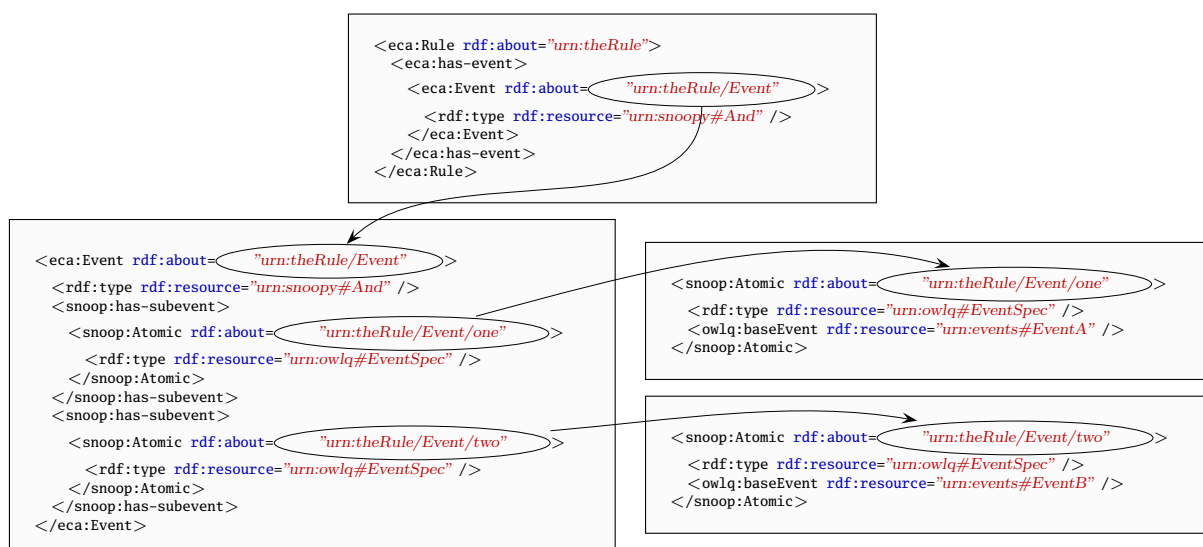 <eca:Rule rdf:about="urn:theRule">
<eca:has-event>
<eca:Event rdf:about="urn:theRule/Event">
<rdf:type rdf:resource="urn:snoopy#And" />
</eca:Event>
</eca:has-event>
</eca:Rule>
<eca:Event rdf:about="urn:theRule/Event">
<rdf:type rdf:resource="urn:snoopy#And" />
<snoop:has-subevent>
<snoop:Atomic rdf:about="urn:theRule/Event/one">
<rdf:type rdf:resource="urn:owlq#EventSpec" />
</snoop:Atomic>
</snoop:has-subevent>
<snoop:has-subevent>
<snoop:Atomic rdf:about="urn:theRule/Event/two">
<rdf:type rdf:resource="urn:owlq#EventSpec" />
</snoop:Atomic>
</snoop:has-subevent>
</eca:Event>
<snoop:Atomic rdf:about="urn:theRule/Event/one">
<rdf:type rdf:resource="urn:owlq#EventSpec" />
<owlq:baseEvent rdf:resource="urn:events#EventA" />
</snoop:Atomic>
<snoop:Atomic rdf:about="urn:theRule/Event/two">
<rdf:type rdf:resource="urn:owlq#EventSpec" />
<owlq:baseEvent rdf:resource="urn:events#EventB" />
</snoop:Atomic>